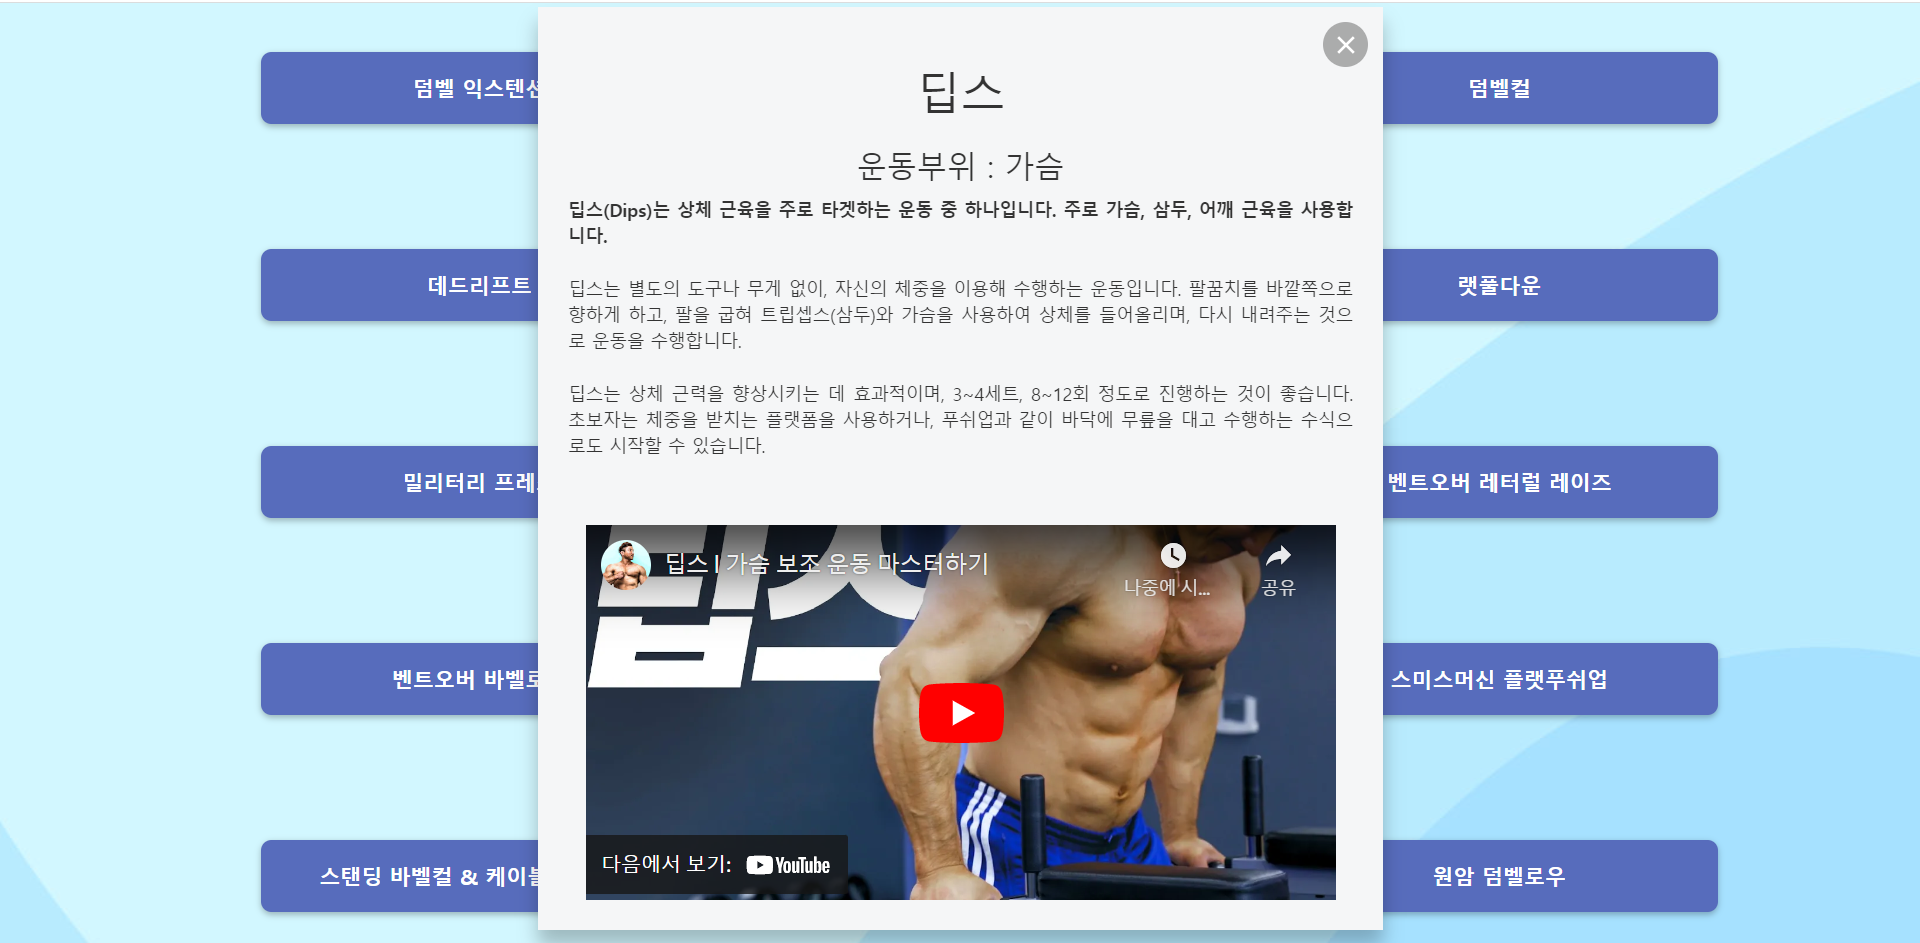 딥스
운동부위 : 가슴
딥스(Dips)는 상체 근육을 주로 타겟하는 운동 중 하나입니다. 주로 가슴, 삼두, 어깨 근육을 사용합
니다.
딥스는 별도의 도구나 무게 없이, 자신의 체중을 이용해 수행하는 운동입니다. 팔꿈치를 바깥쪽으로
향하게 하고, 팔을 굽혀 트립셉스(삼두)와 가슴을 사용하여 상체를 들어올리며, 다시 내려주는 것으
로 운동을 수행합니다.
딥스는 상체 근력을 향상시키는 데 효과적이며, 3~4세트, 8~12회 정도로 진행하는 것이 좋습니다.
초보자는 체중을 받치는 플랫폼을 사용하거나, 푸쉬업과 같이 바닥에 무릎을 대고 수행하는 수식으
로도 시작할 수 있습니다.
딥스 I 가슴 보조 운동 마스터하기
나중에 시...
공유
딥스
다음에서 보기: YouTube
덤벨 익스텐션
덤벨컬
데드리프트
랫풀다운
밀리터리 프레
벤트오버 레터럴 레이즈
벤트오버 바벨로
스미스머신 플랫푸쉬업
스탠딩 바벨컬 & 케이블
원암 덤벨로우